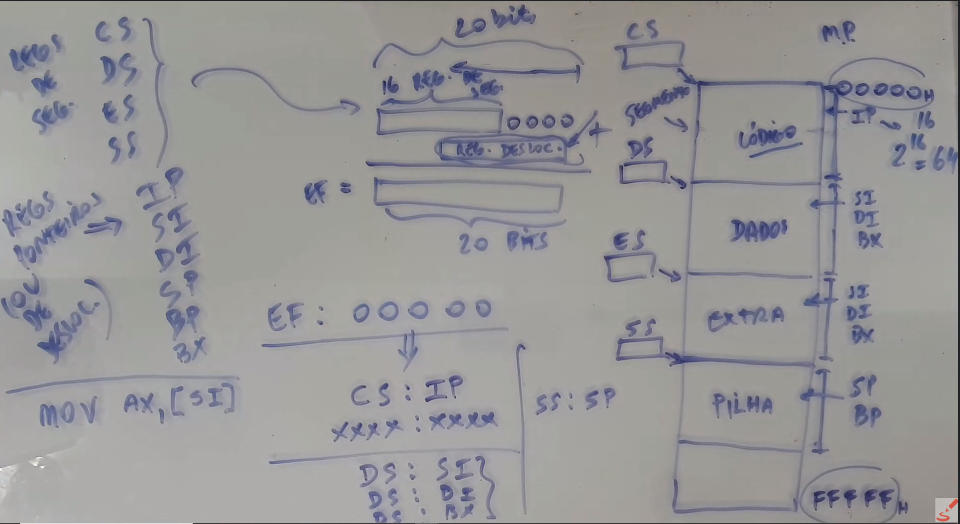 REGS
DE
SEG.
CS
DS
ES
SS
REGS
PONTEIROS
(OU
DE
DESLOC.)
IP
SI
DI
SP
BP
BX
MOV AX,[SI]
20 bits
16 REG. DE
SEG.
0000
REG. DESLOC.
+
EF =
20 BITS
EF: 00000
CS : IP
XXXX : XXXX
DS : SI
DS : DI
DS : BX
SS : SP
M.P.
CS
SEGMENTO
DS
ES
SS
CÓDIGO
DADOS
EXTRA
PILHA
00000H
IP
16
2^16 = 64
SI
DI
BX
SI
DI
BX
SP
BP
FFFFFH